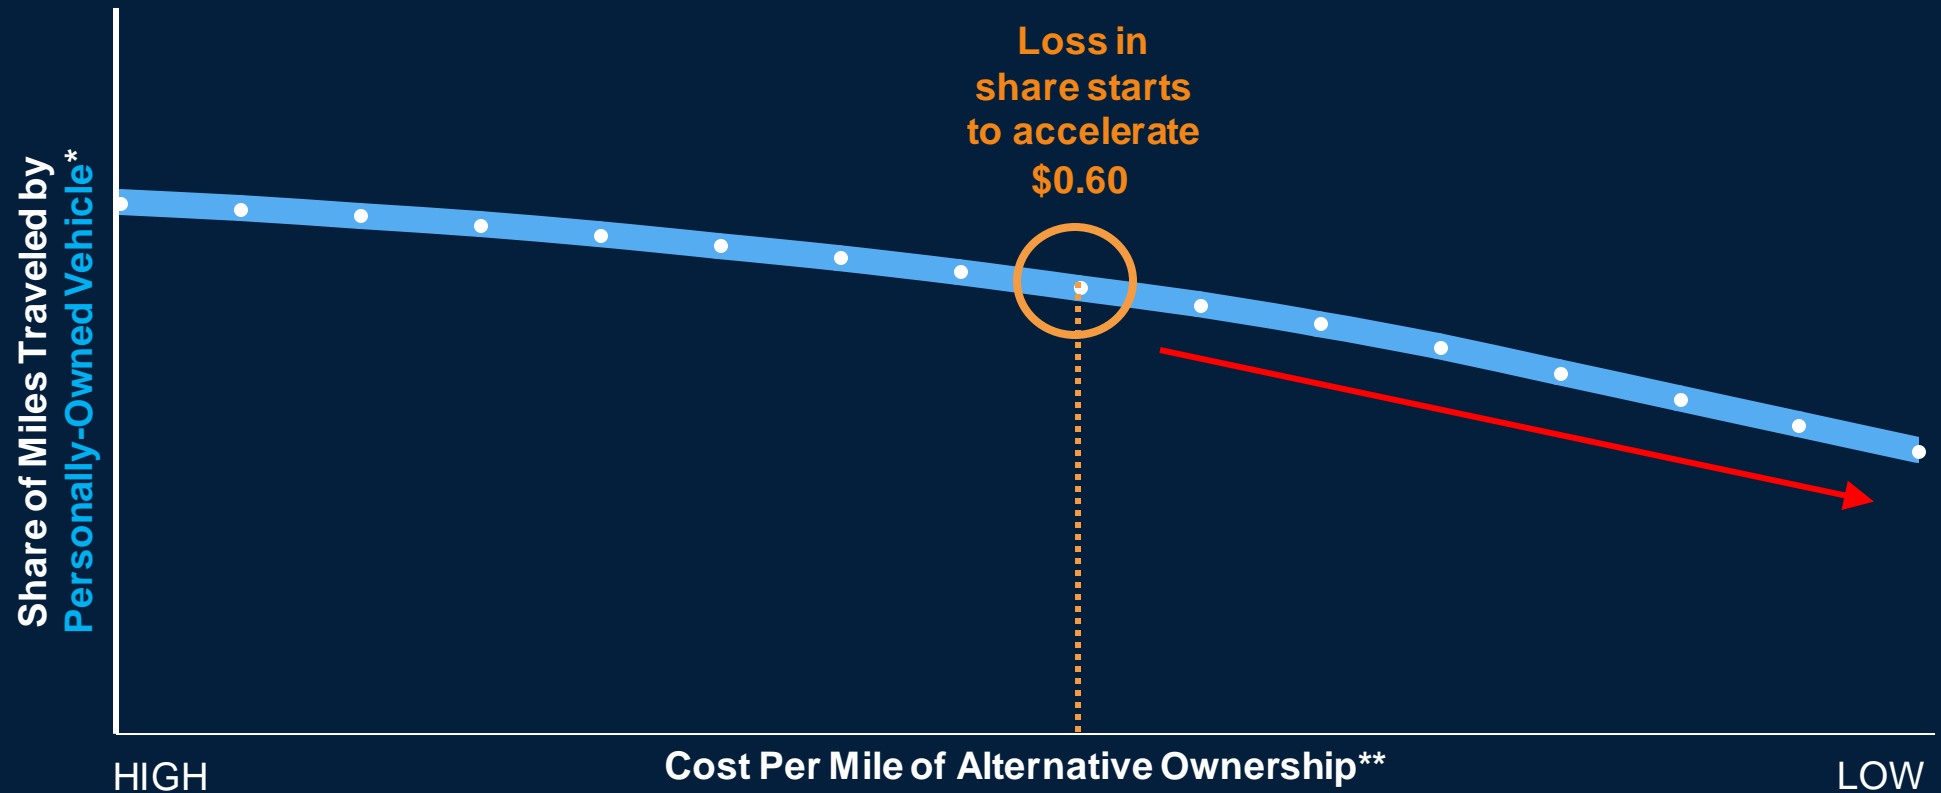 Loss in
share starts
to accelerate
$0.60
Share of Miles Traveled by
Personally-Owned Vehicle*
HIGH
Cost Per Mile of Alternative Ownership**
LOW